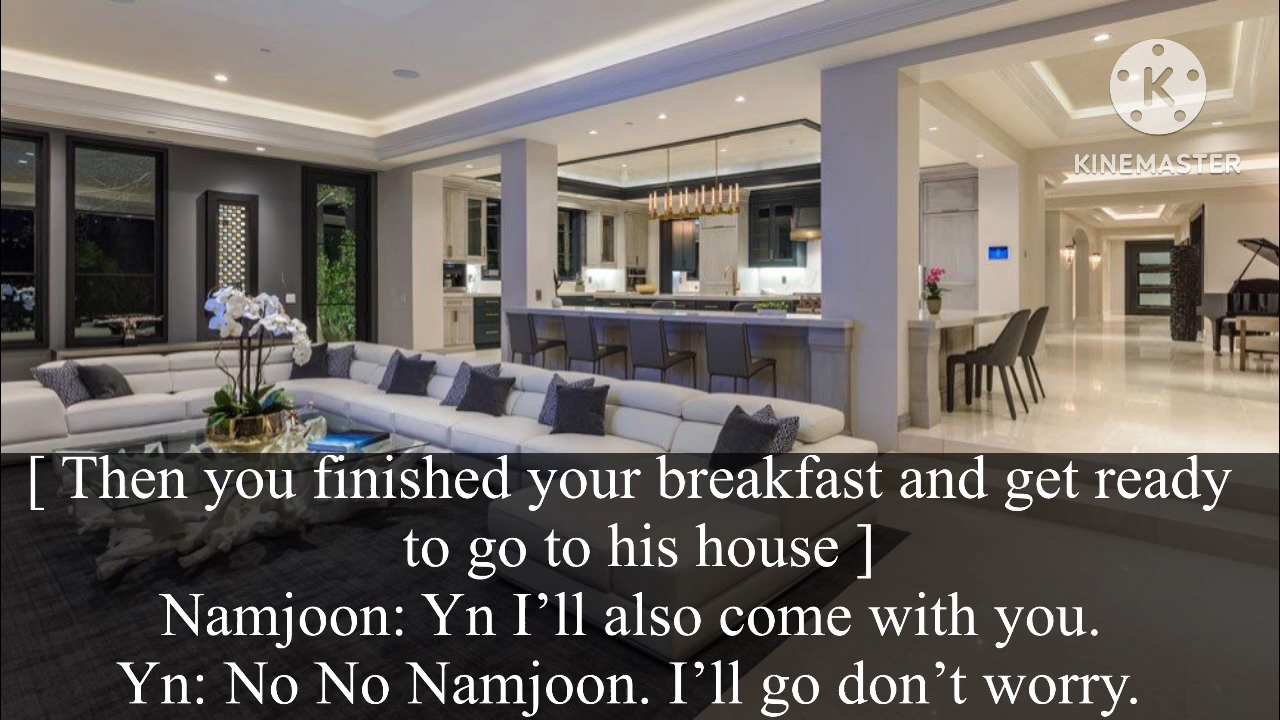 K
KINEMASTER
[ Then you finished your breakfast and get ready
to go to his house ]
Namjoon: Yn I’ll also come with you.
Yn: No No Namjoon. I’ll go don’t worry.